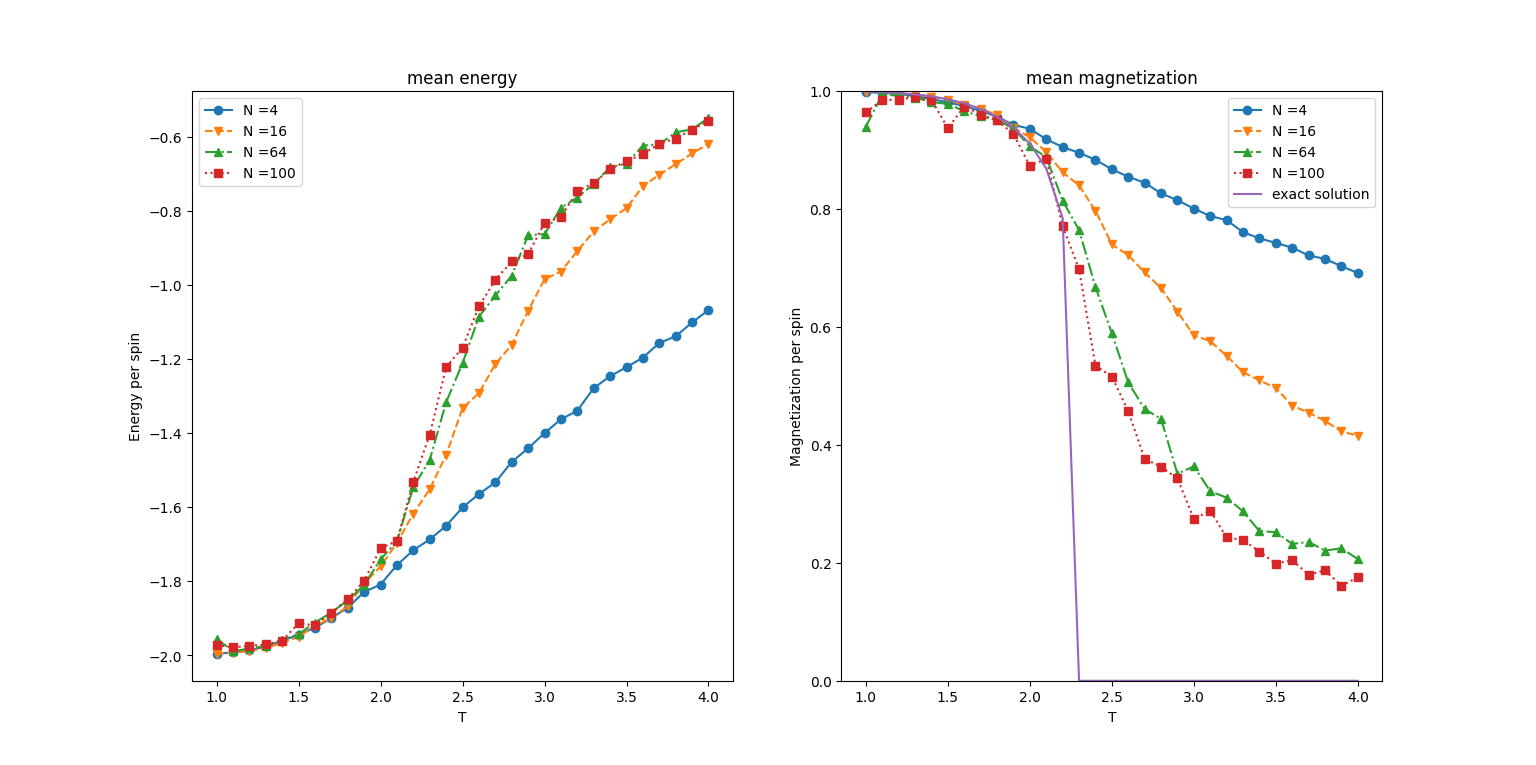 mean energy
N =4
N =16
N =64
N =100
−0.6
−0.8
−1.0
−1.2
−1.4
−1.6
−1.8
−2.0
Energy per spin
1.0 1.5 2.0 2.5 3.0 3.5 4.0
T
mean magnetization
N =4
N =16
N =64
N =100
exact solution
1.0
0.8
0.6
0.4
0.2
0.0
Magnetization per spin
1.0 1.5 2.0 2.5 3.0 3.5 4.0
T